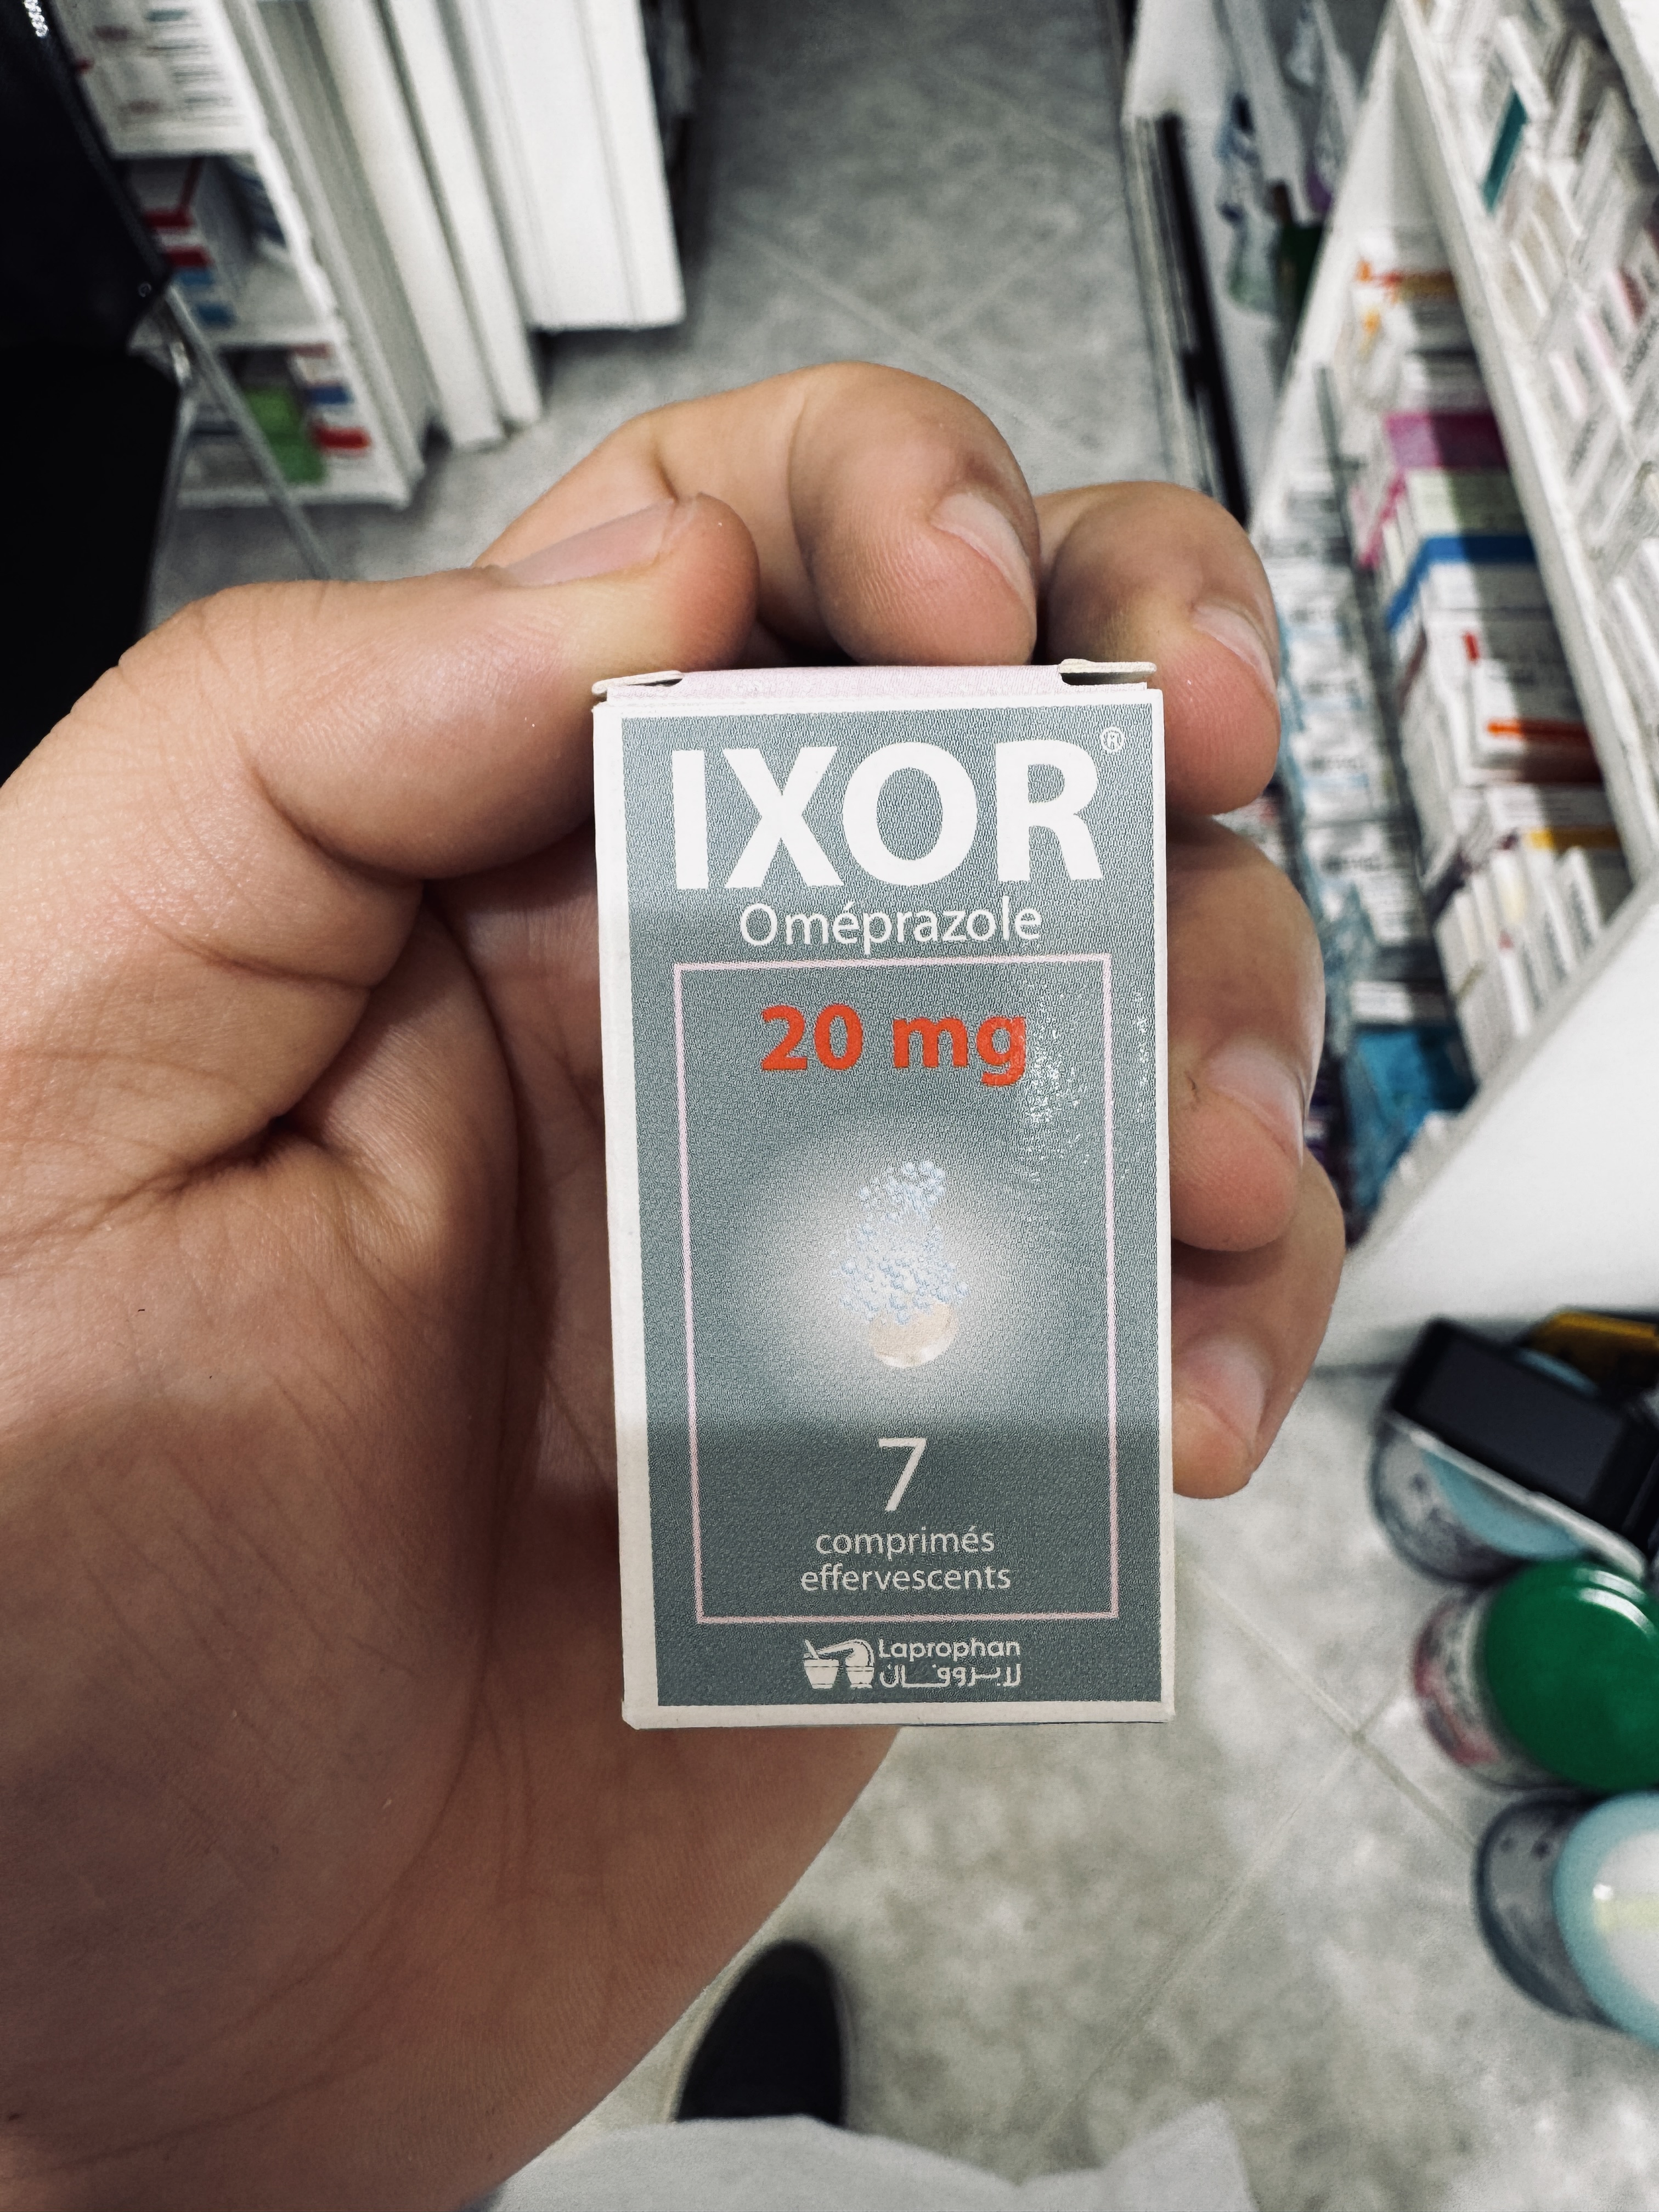 IXOR®
Oméprazole
20 mg
7
comprimés
effervescents
Laprophan
لابروفان